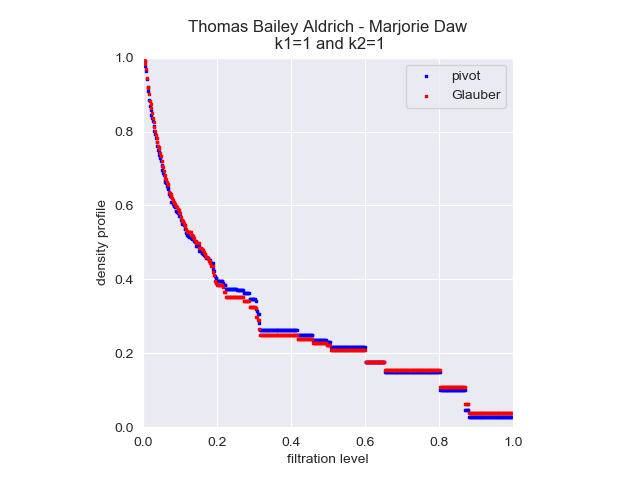 Thomas Bailey Aldrich - Marjorie Daw
k1=1 and k2=1
pivot
Glauber
density profile
1.0
0.8
0.6
0.4
0.2
0.0
0.0 0.2 0.4 0.6 0.8 1.0
filtration level